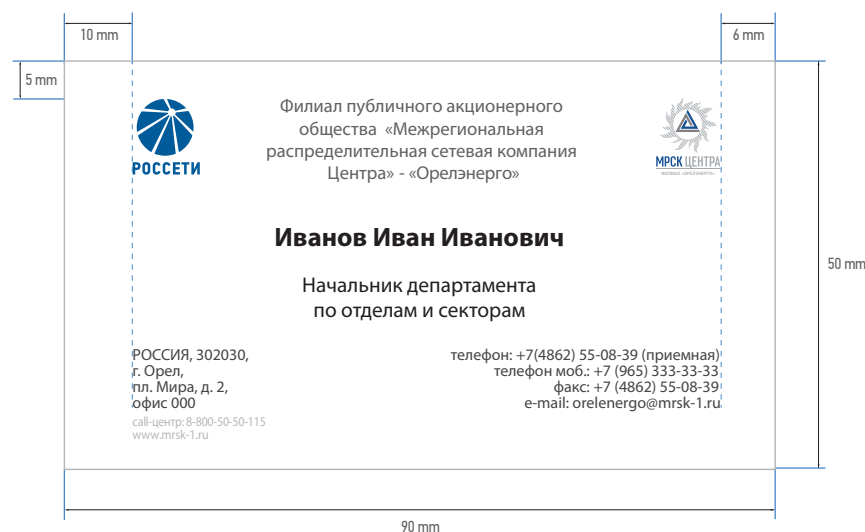 10 mm
6 mm
5 mm
РОССЕТИ
Филиал публичного акционерного
общества «Межрегиональная
распределительная сетевая компания
Центра» - «Орелэнерго»
МРСК ЦЕНТРА
ФИЛИАЛ «ОРЕЛЭНЕРГО»
Иванов Иван Иванович
Начальник департамента
по отделам и секторам
50 mm
РОССИЯ, 302030,
г. Орел,
пл. Мира, д. 2,
офис 000
call-центр: 8-800-50-50-115
www.mrsk-1.ru
телефон: +7(4862) 55-08-39 (приемная)
телефон моб.: +7 (965) 333-33-33
факс: +7 (4862) 55-08-39
e-mail: orelenergo@mrsk-1.ru
90 mm